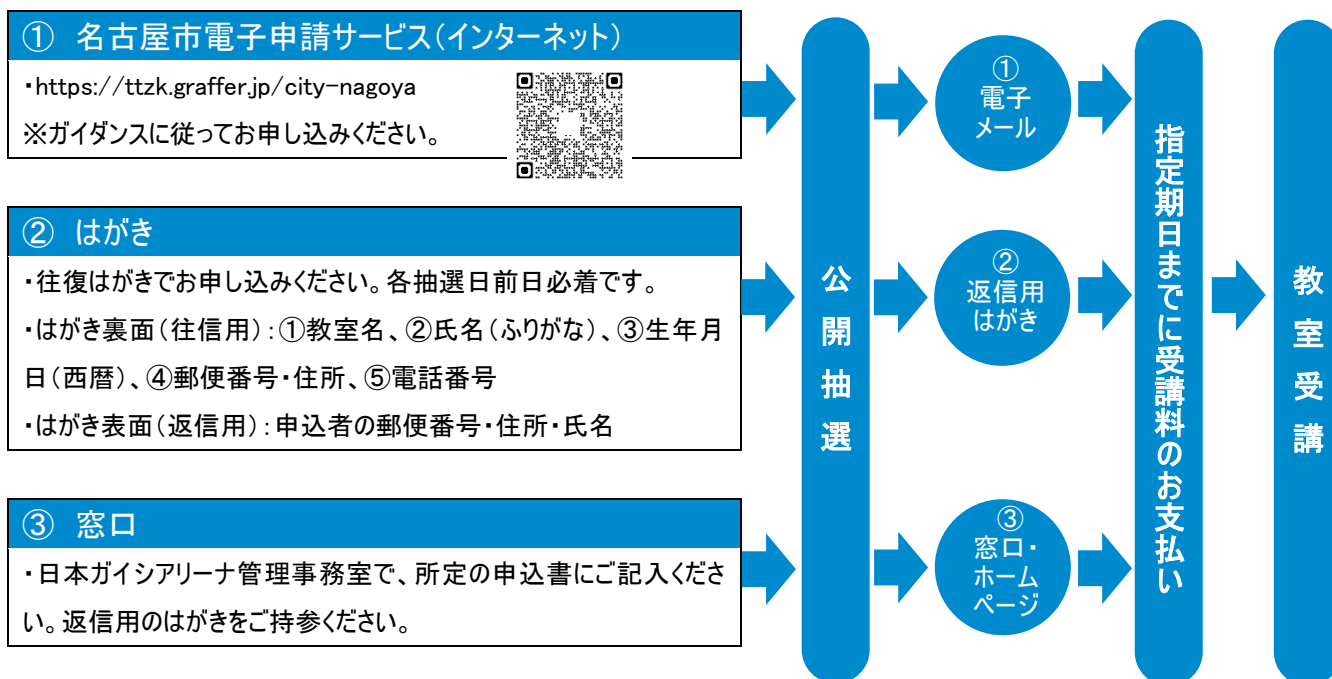 ① 名古屋市電子申請サービス(インターネット)
・https://ttzk.graffer.jp/city-nagoya
※ガイダンスに従ってお申し込みください。
② はがき
・往復はがきでお申し込みください。各抽選日前日必着です。
・はがき裏面(往信用):①教室名、②氏名(ふりがな)、③生年月
日(西暦)、④郵便番号・住所、⑤電話番号
・はがき表面(返信用):申込者の郵便番号・住所・氏名
③ 窓口
・日本ガイシアリーナ管理事務室で、所定の申込書にご記入くださ
い。返信用のはがきをご持参ください。
公開抽選
①
電子
メール
②
返信用
はがき
③
窓口・
ホーム
ページ
指定期日までに受講料のお支払い
教室受講